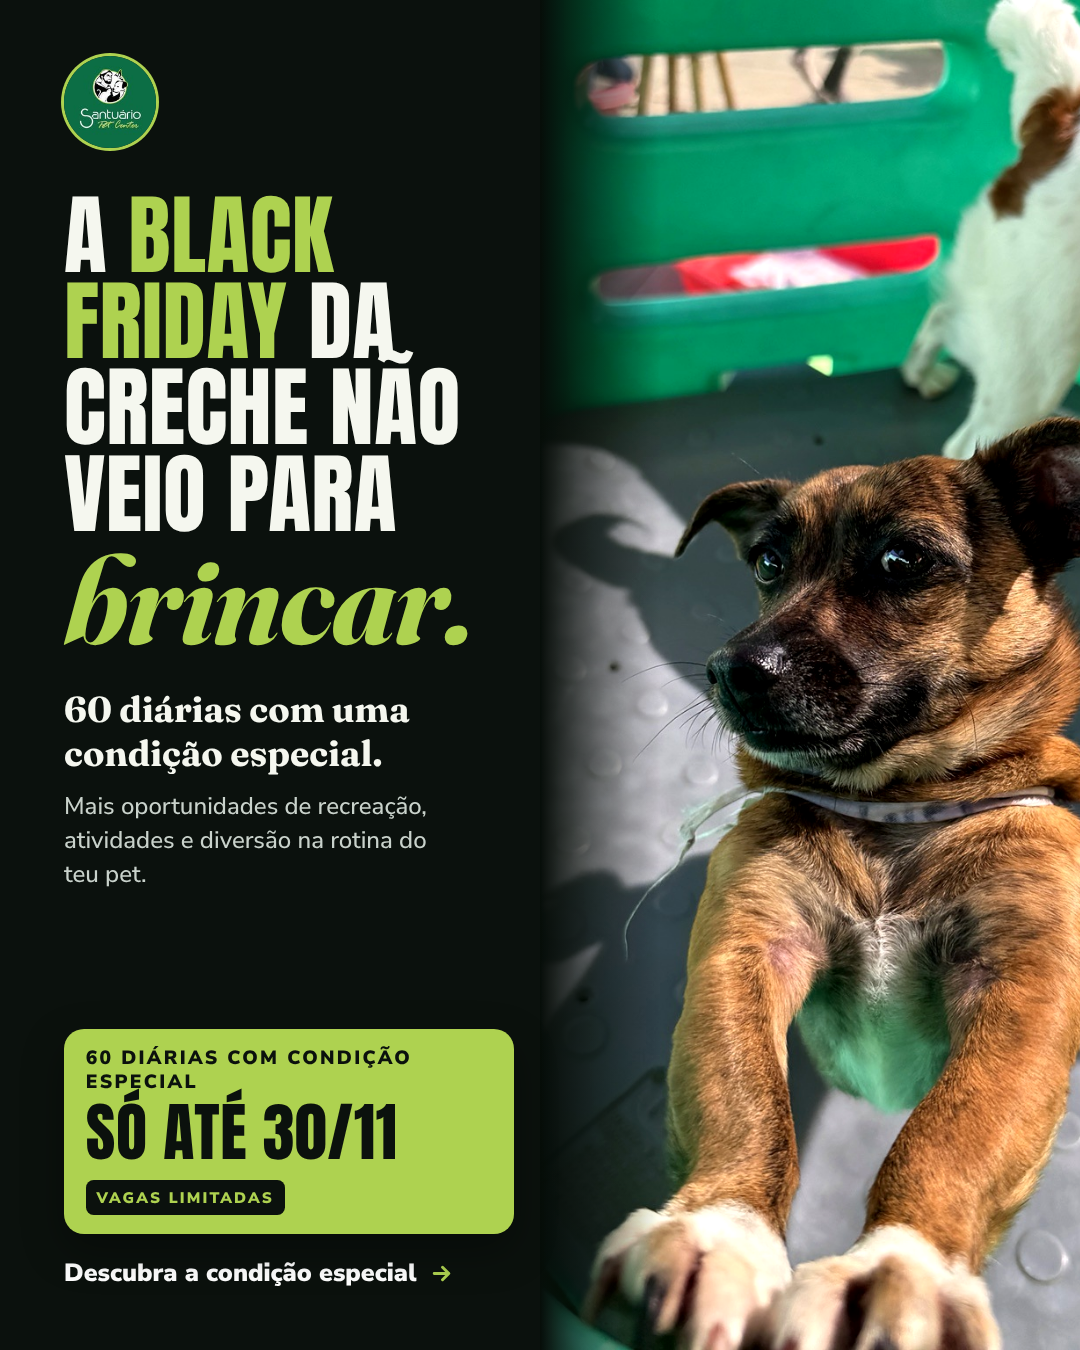 Santuário
Pet Center
A BLACK
FRIDAY DA
CRECHE NÃO
VEIO PARA
brincar.
60 diárias com uma
condição especial.
Mais oportunidades de recreação,
atividades e diversão na rotina do
teu pet.
60 DIÁRIAS COM CONDIÇÃO
ESPECIAL
SÓ ATÉ 30/11
VAGAS LIMITADAS
Descubra a condição especial →